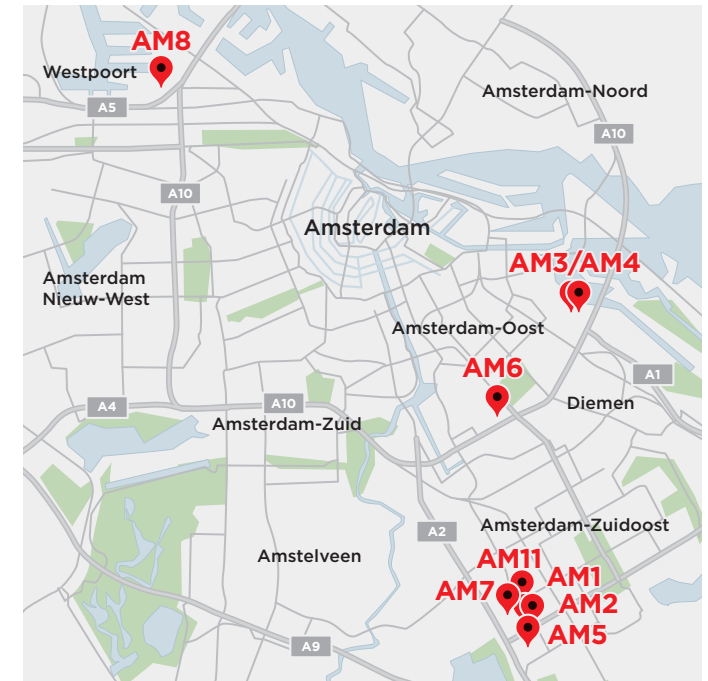 AM8
Westpoort
A5
Amsterdam-Noord
A10
A10
Amsterdam
AM3/AM4
Amsterdam
Nieuw-West
Amsterdam-Oost
AM6
A1
A4
A10
Diemen
Amsterdam-Zuid
A2
Amsterdam-Zuidoost
Amstelveen
AM11
AM1
AM7
AM2
AM5
A9